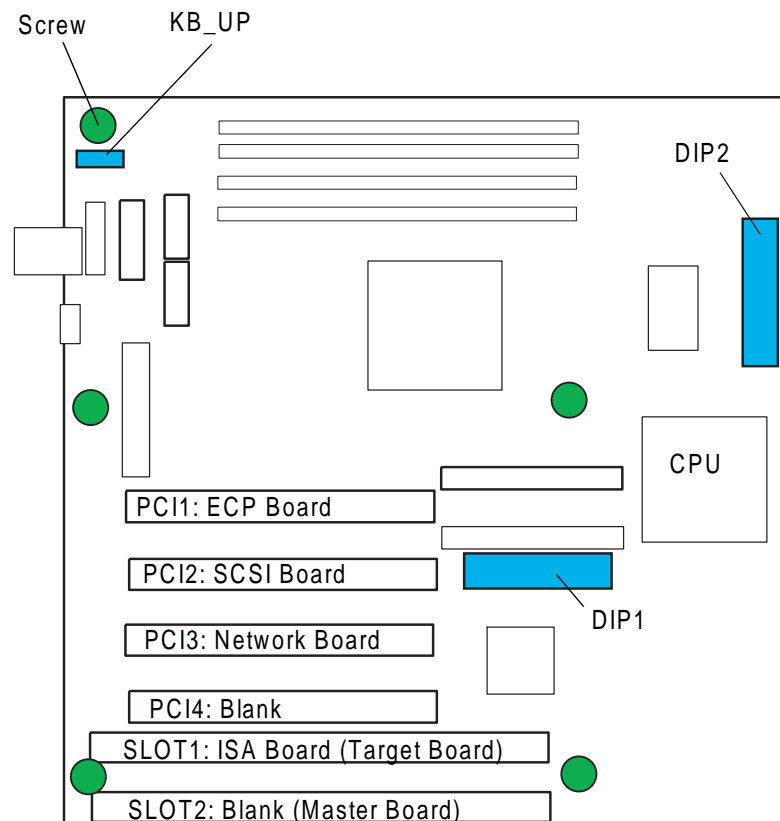 Screw
KB_UP
DIP2
CPU
PCI1: ECP Board
PCI2: SCSI Board
DIP1
PCI3: Network Board
PCI4: Blank
SLOT1: ISA Board (Target Board)
SLOT2: Blank (Master Board)